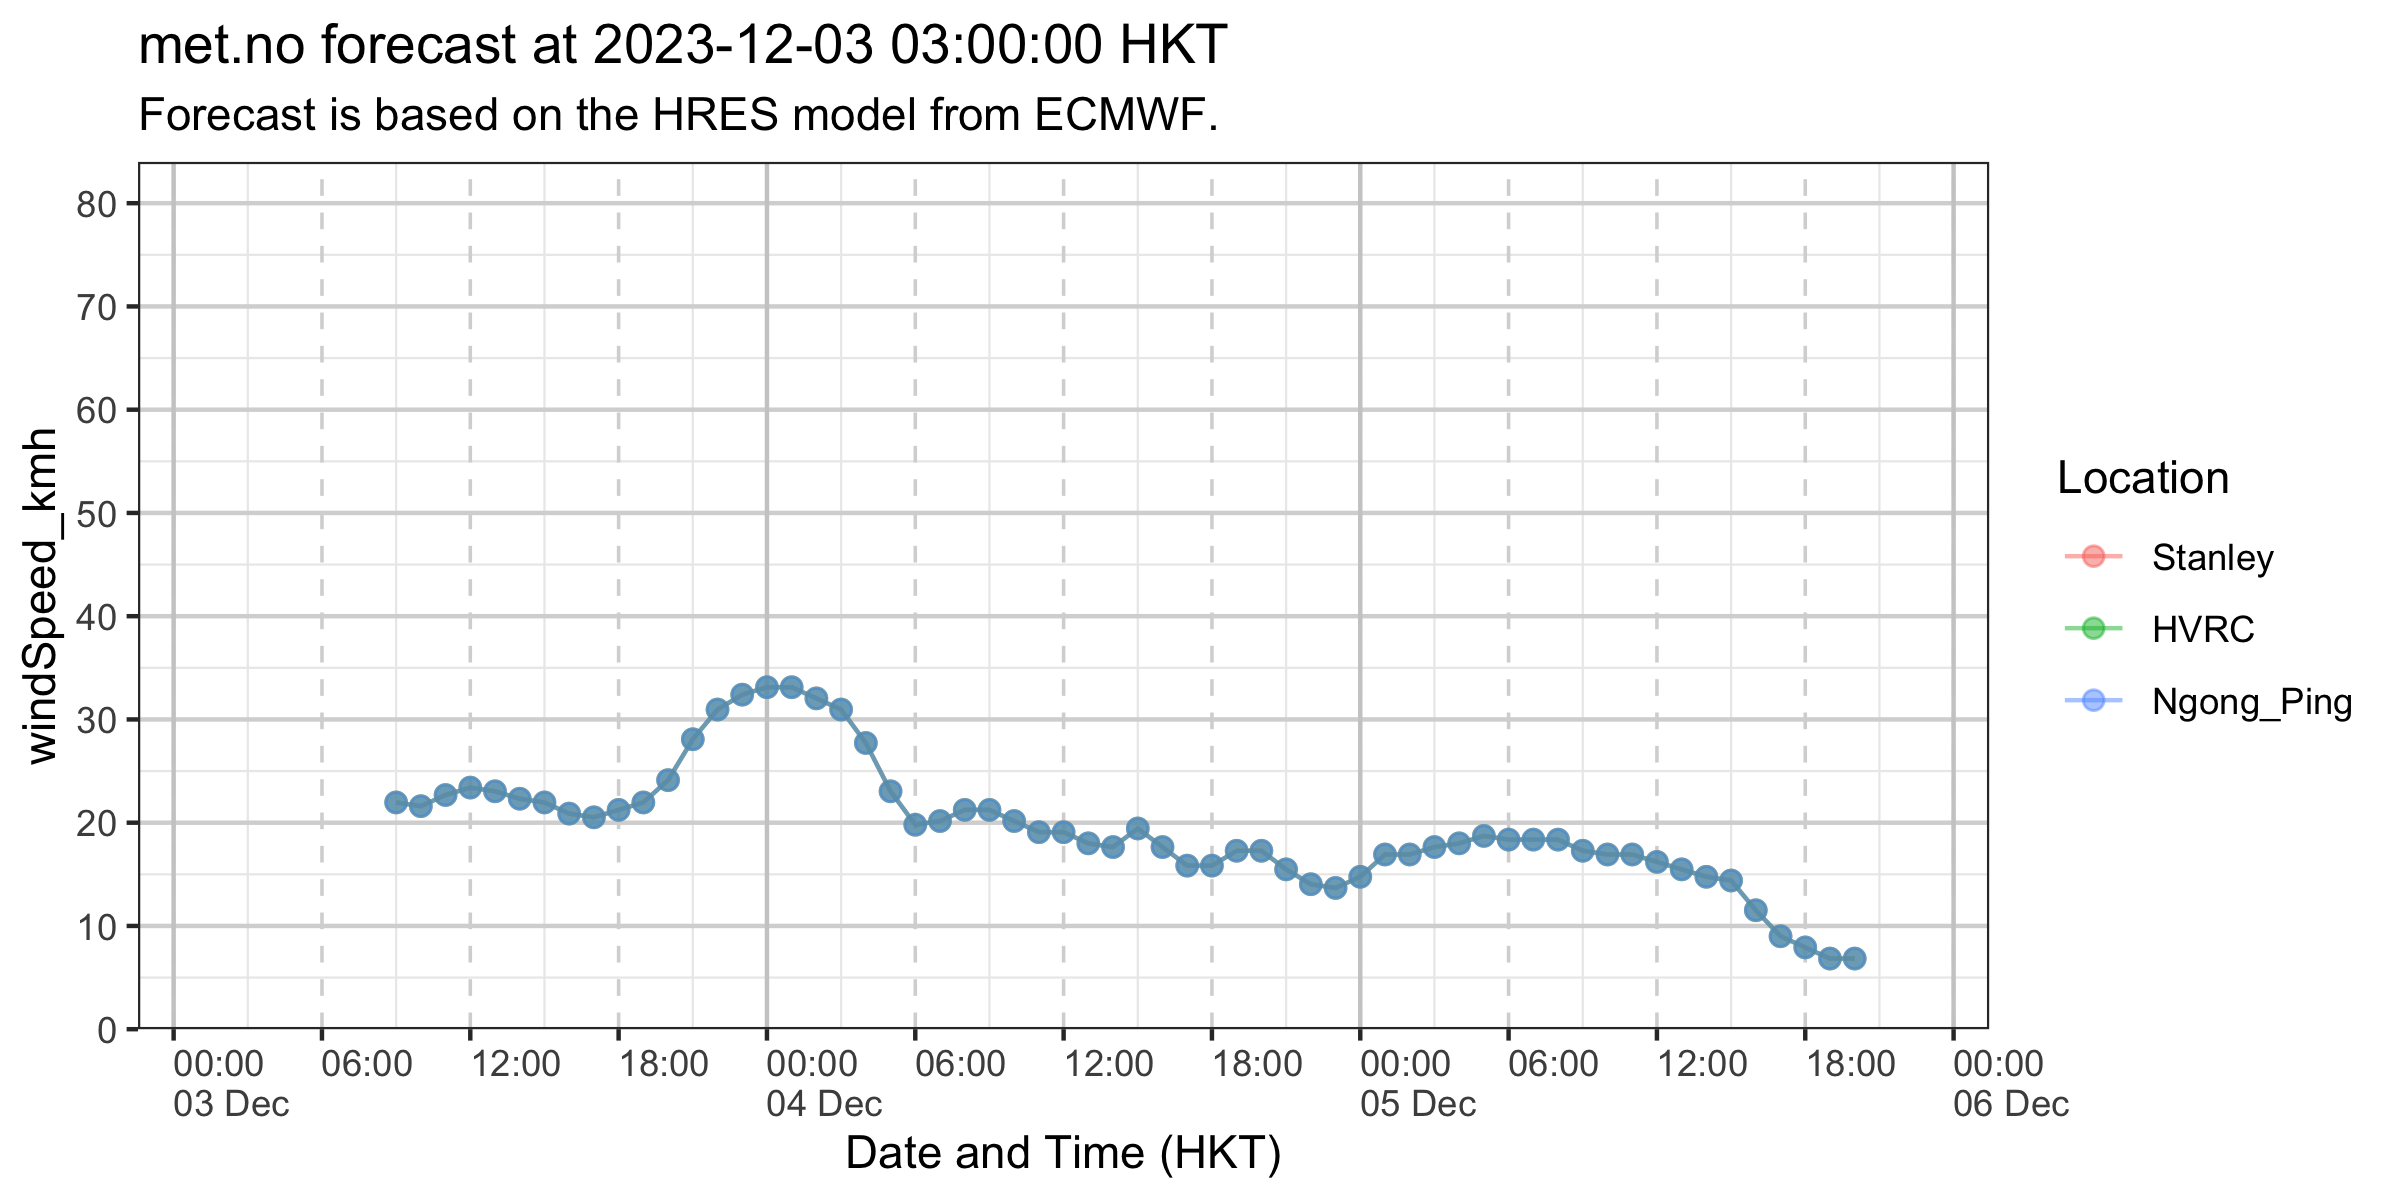 met.no forecast at 2023-12-03 03:00:00 HKT
Forecast is based on the HRES model from ECMWF.
windSpeed_kmh
80
70
60
50
40
30
20
10
0
00:00 06:00 12:00 18:00 00:00 06:00 12:00 18:00 00:00 06:00 12:00 18:00 00:00
03 Dec 04 Dec 05 Dec 06 Dec
Date and Time (HKT)
Location
Stanley
HVRC
Ngong_Ping